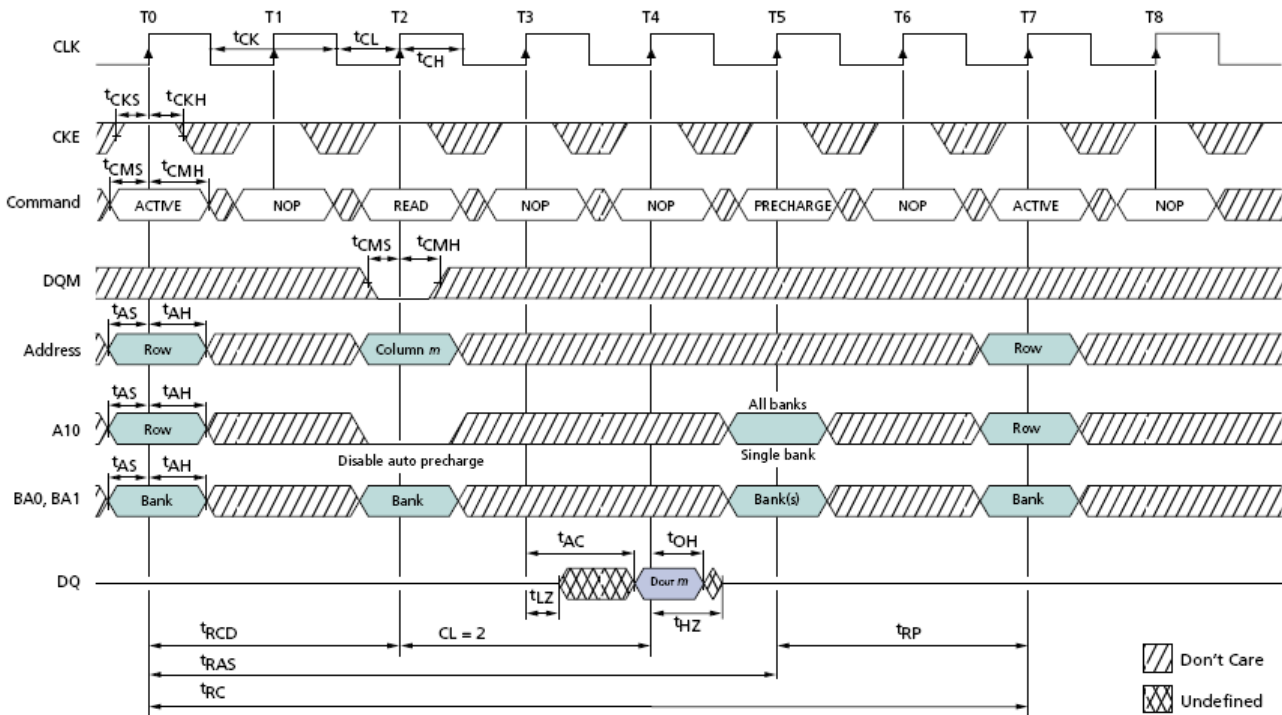 T0 T1 T2 T3 T4 T5 T6 T7 T8
CLK
tCK tCL tCH
tCKS tCKH
CKE
tCMS tCMH
Command ACTIVE NOP READ NOP NOP PRECHARGE NOP ACTIVE NOP
tCMS tCMH
DQM
tAS tAH
Address Row Column m Row
tAS tAH All banks
A10 Row Row
Disable auto precharge Single bank
tAS tAH
BA0, BA1 Bank Bank Bank(s) Bank
tAC tOH
DQ DOUT m
tLZ tHZ
tRCD CL = 2 tRP
tRAS
tRC
Don't Care
Undefined